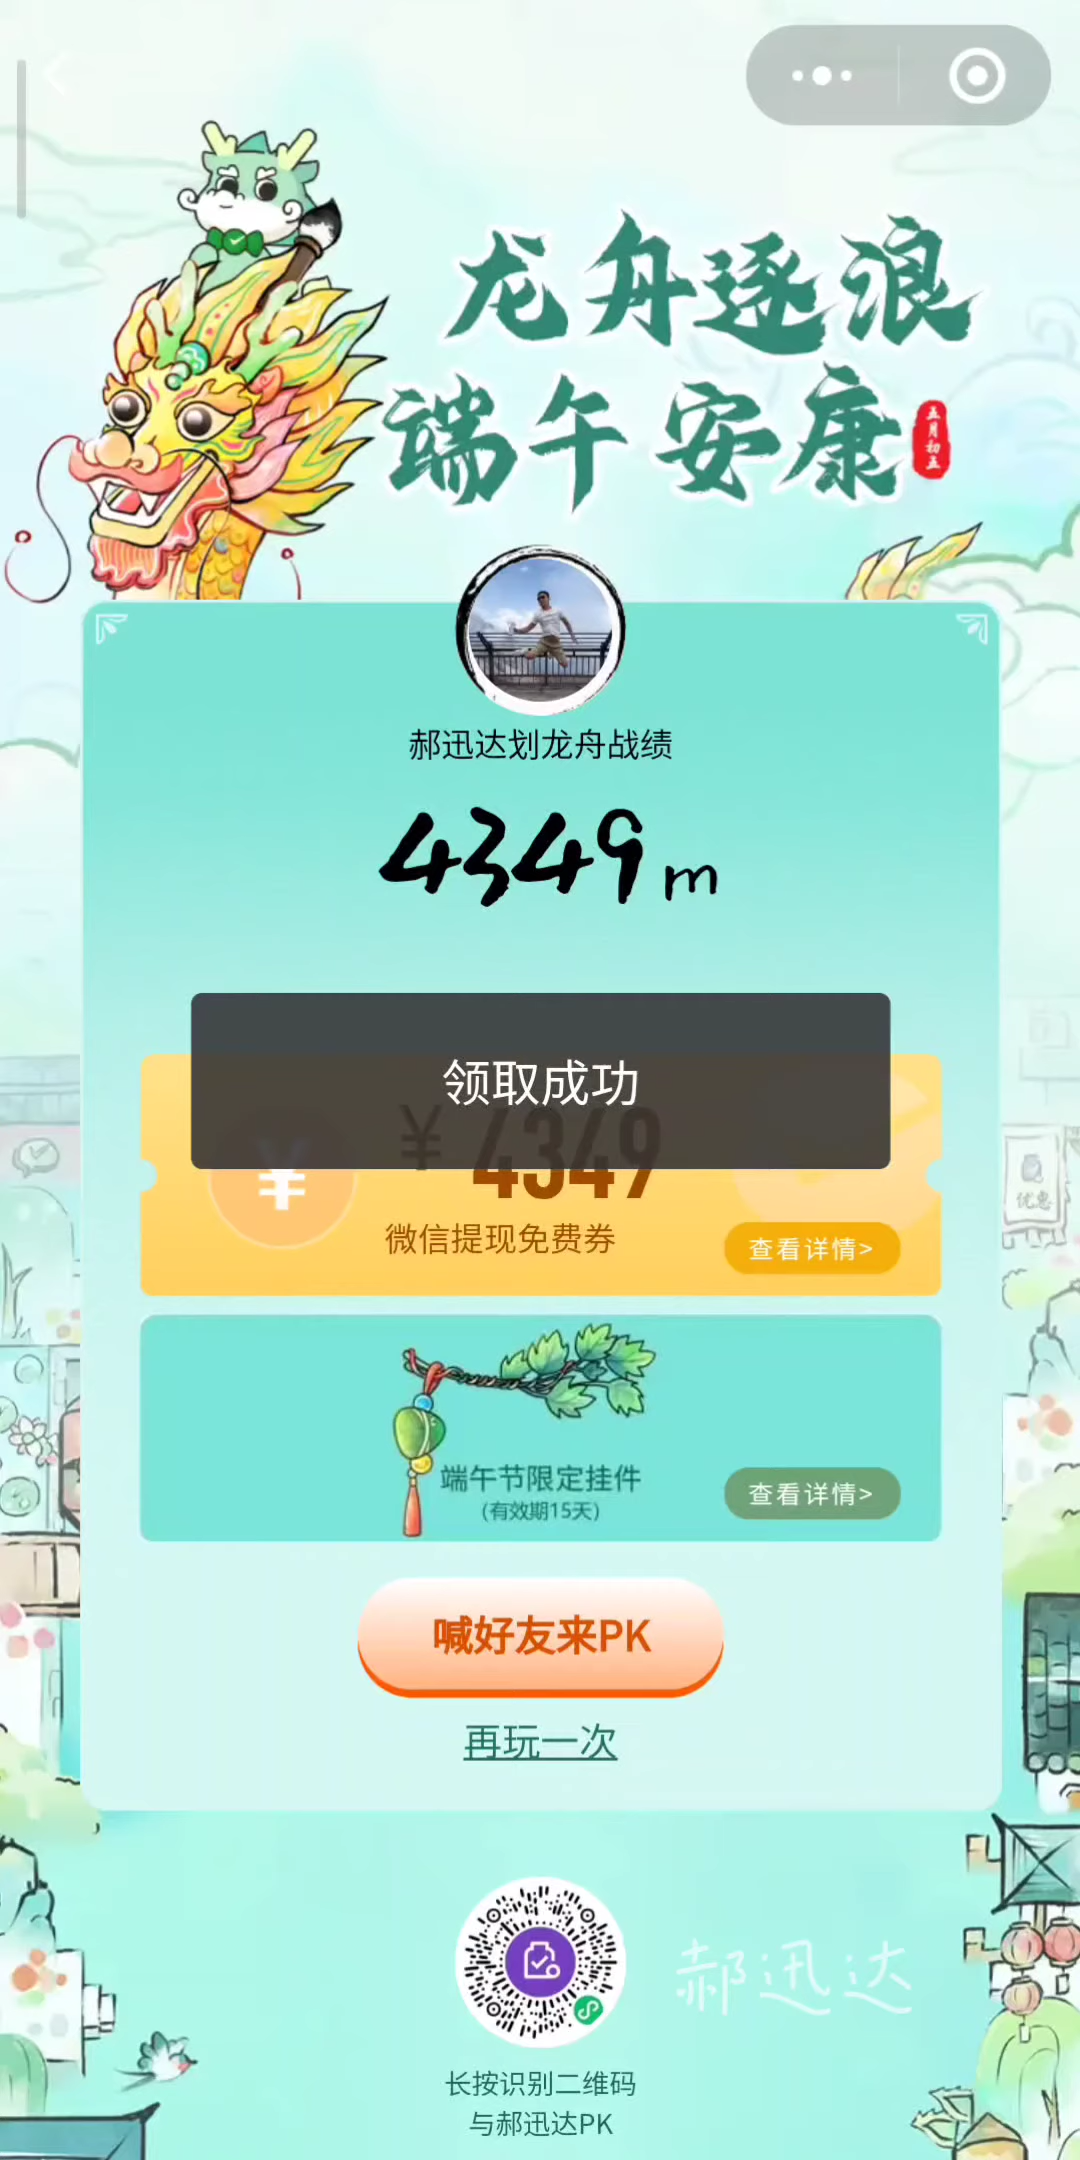 龙舟逐浪
端午安康
五月初五
郝迅达划龙舟战绩
4349m
领取成功
¥ 4349
¥
微信提现免费券
查看详情>
优惠
端午节限定挂件
(有效期15天)
查看详情>
喊好友来PK
再玩一次
郝迅达
长按识别二维码
与郝迅达PK